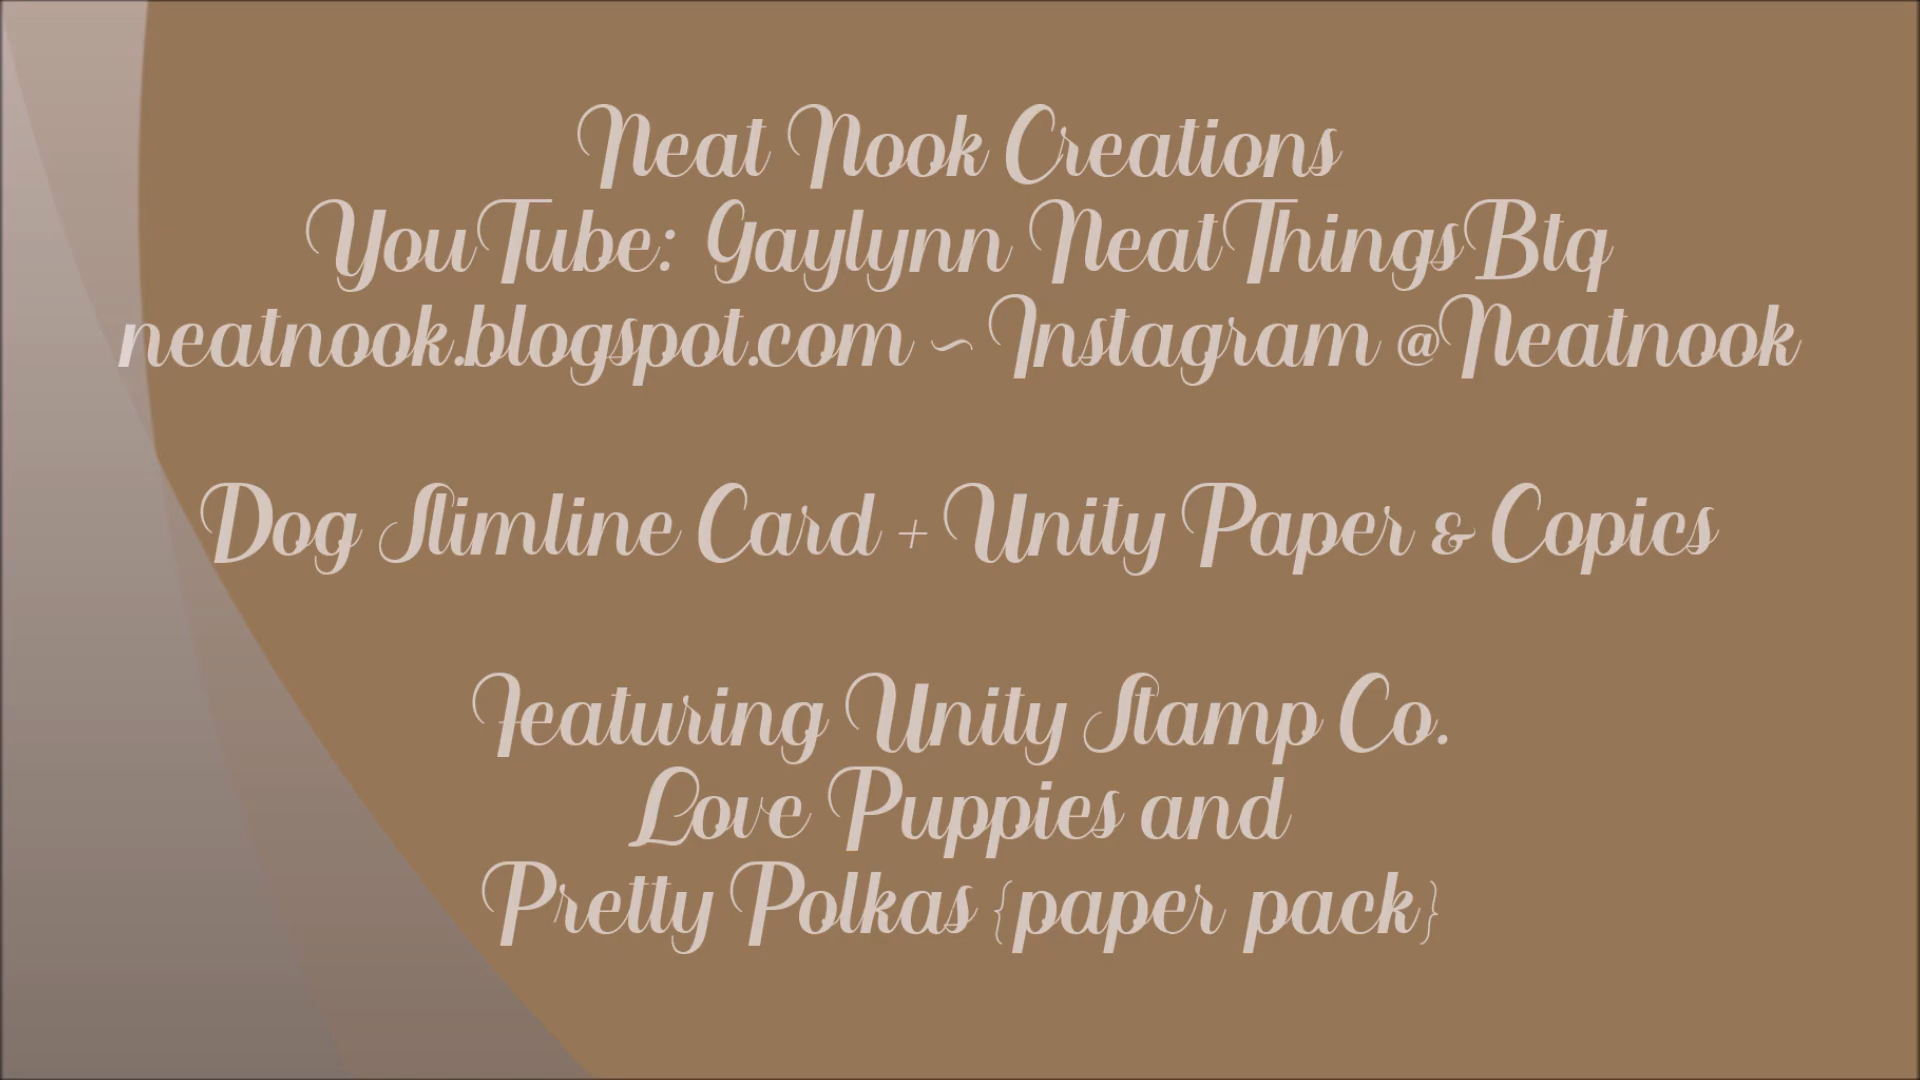 Neat Nook Creations
YouTube: Gaylynn NeatThingsBtq
neatnook.blogspot.com ~ Instagram @Neatnook
Dog Slimline Card + Unity Paper & Copics
Featuring Unity Stamp Co.
Love Puppies and
Pretty Polkas {paper pack}